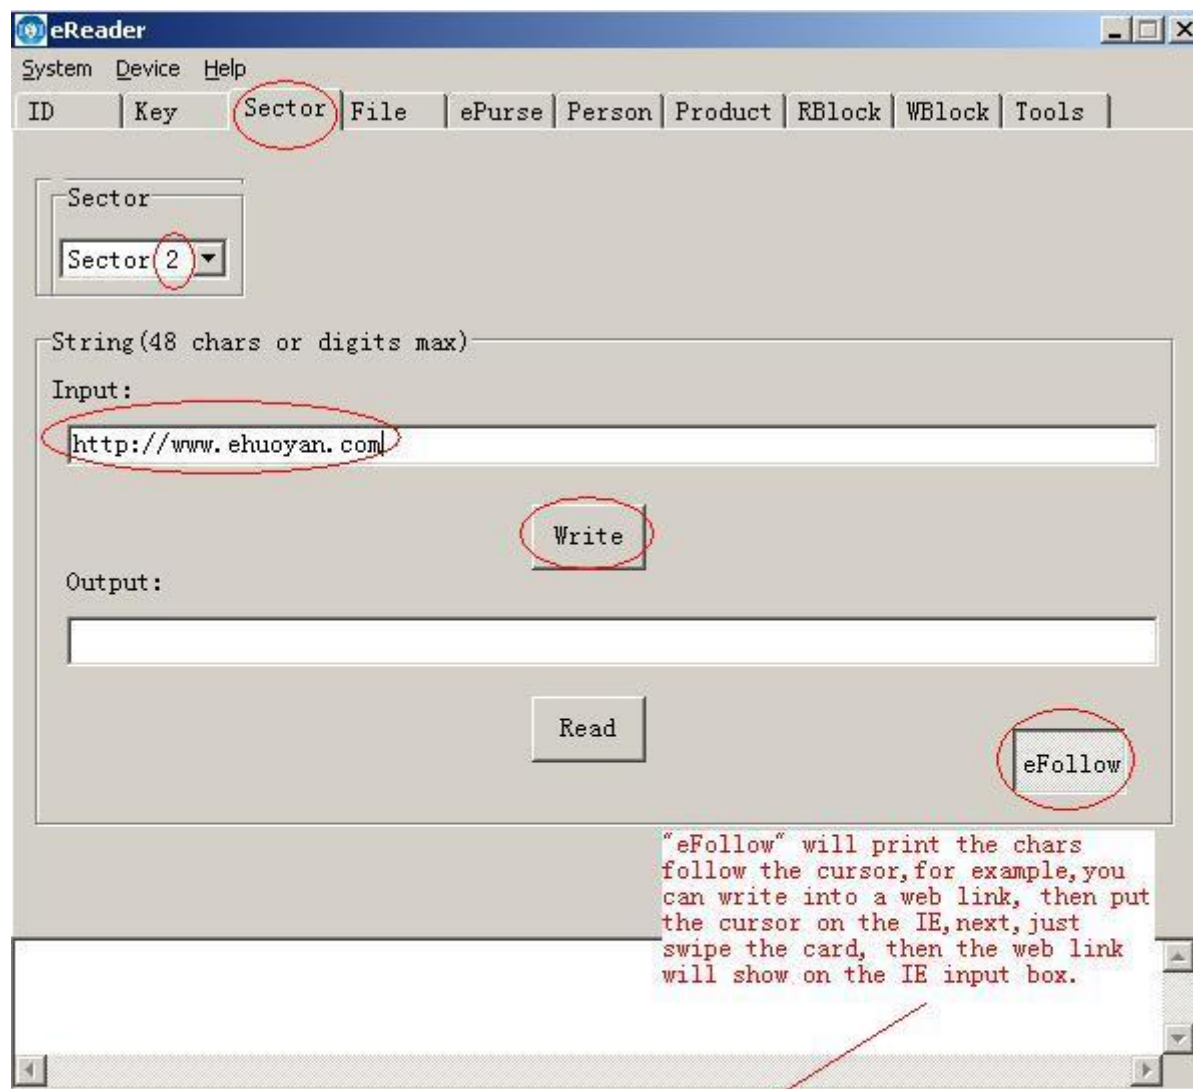 eReader
System Device Help
ID Key Sector File ePurse Person Product RBlock WBlock Tools
Sector
Sector 2
String(48 chars or digits max)
Input:
http://www.ehuoyan.com
Write
Output:
Read
eFollow
"eFollow" will print the chars
follow the cursor,for example,you
can write into a web link, then put
the cursor on the IE,next,just
swipe the card, then the web link
will show on the IE input box.